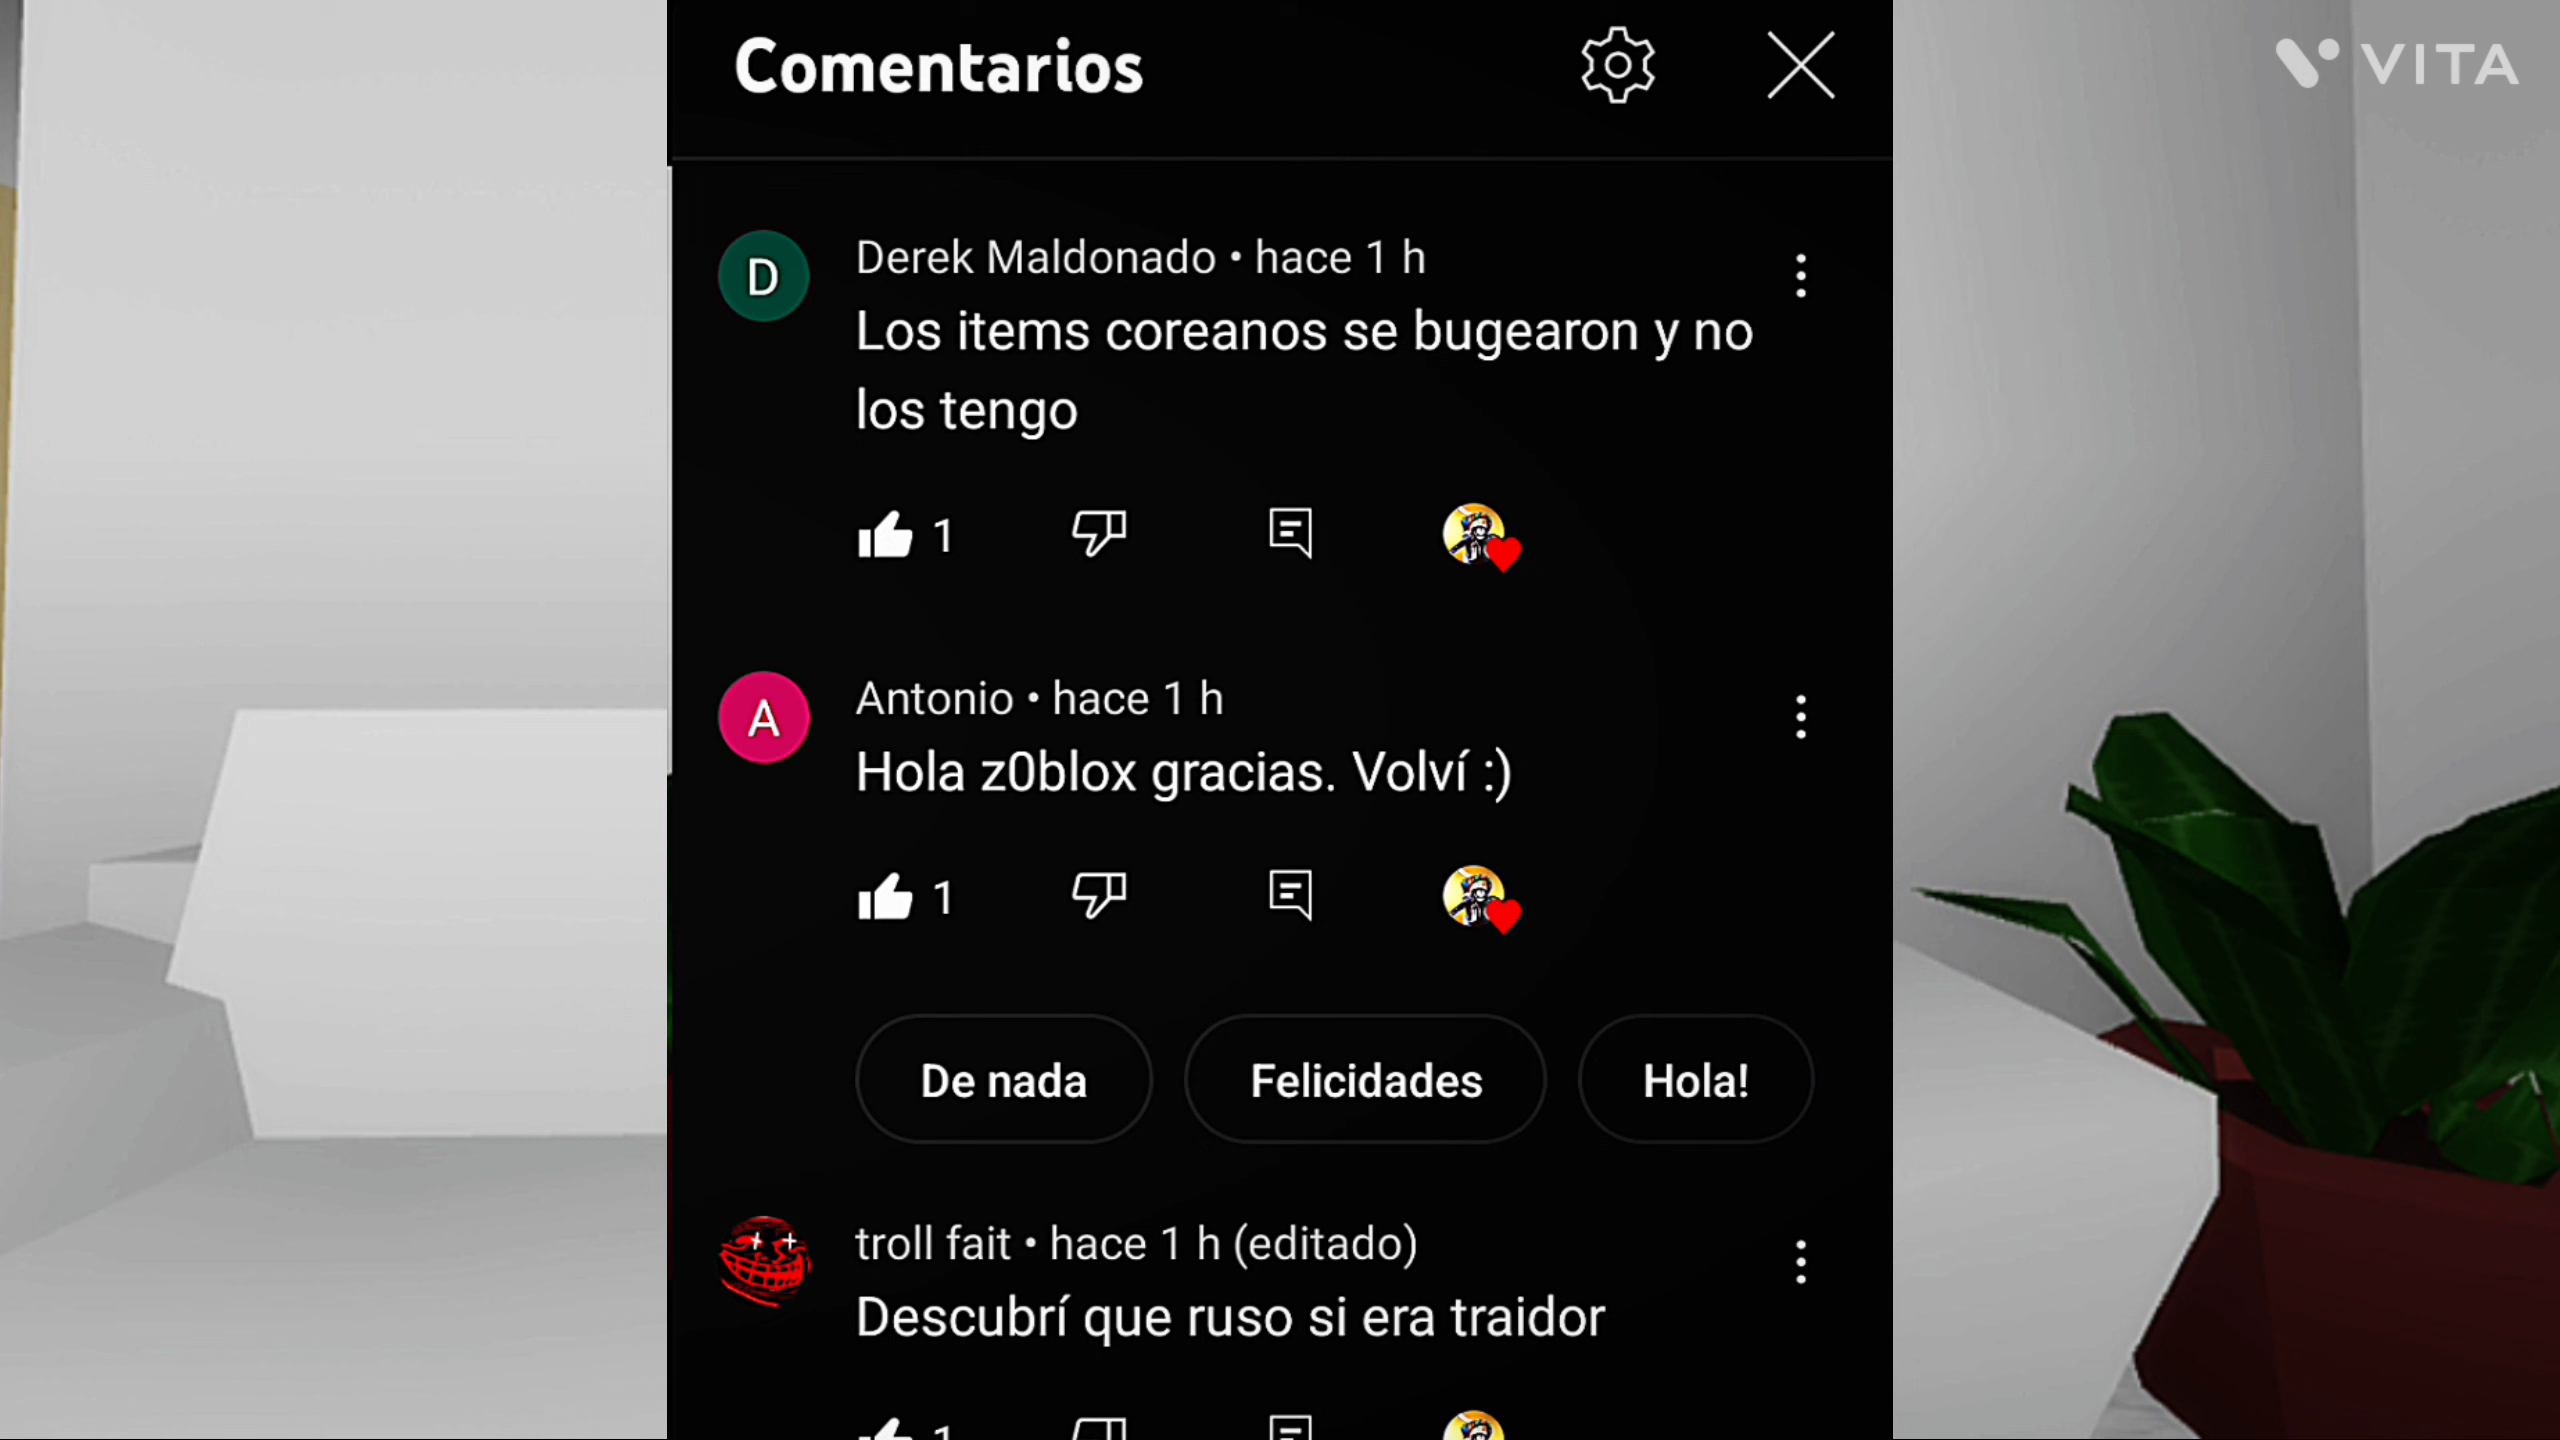 Comentarios
VITA
D
Derek Maldonado • hace 1 h
Los items coreanos se bugearon y no
los tengo
1
A
Antonio • hace 1 h
Hola z0blox gracias. Volví :)
1
De nada
Felicidades
Hola!
troll fait • hace 1 h (editado)
Descubrí que ruso si era traidor
1